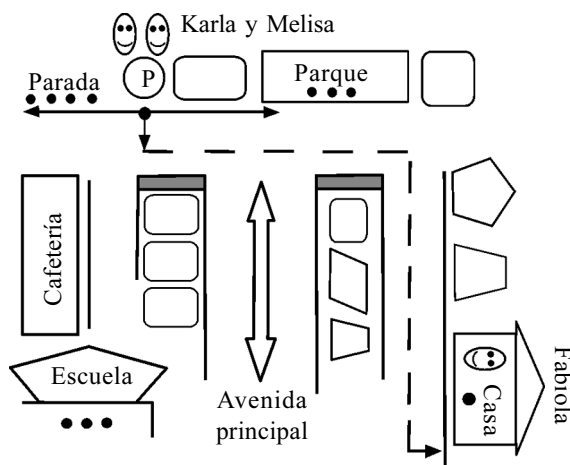 Karla y Melisa
Parada
P
Parque
Cafetería
Escuela
Avenida
principal
Casa
Fabiola